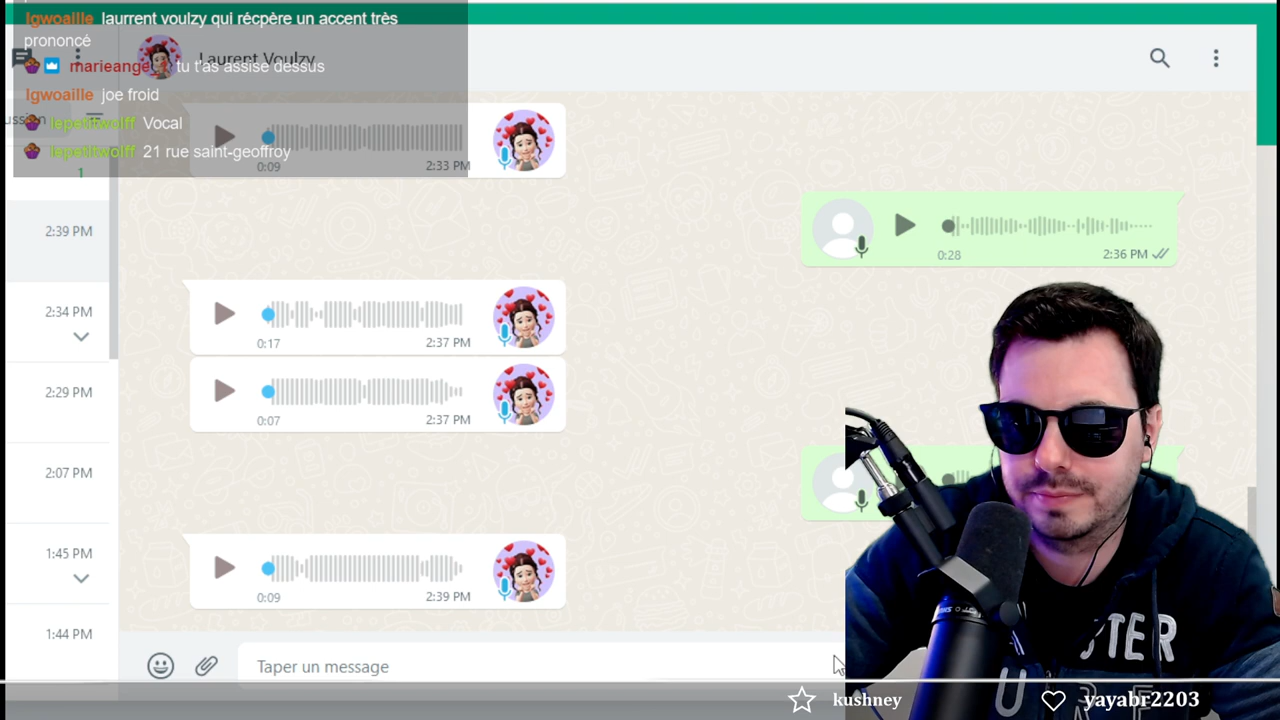 lgwoaille laurrent voulzy qui récpère un accent très
prononcé
marieange tu t'as assise dessus
lgwoaille joe froid
lepetitwolff Vocal
lepetitwolff 21 rue saint-geoffroy
1
Laurent Voulzy
0:09 2:33 PM
0:28 2:36 PM
0:17 2:37 PM
0:07 2:37 PM
0:09 2:39 PM
2:39 PM
2:34 PM
2:29 PM
2:07 PM
1:45 PM
1:44 PM
Taper un message
kushney
yayabr2203